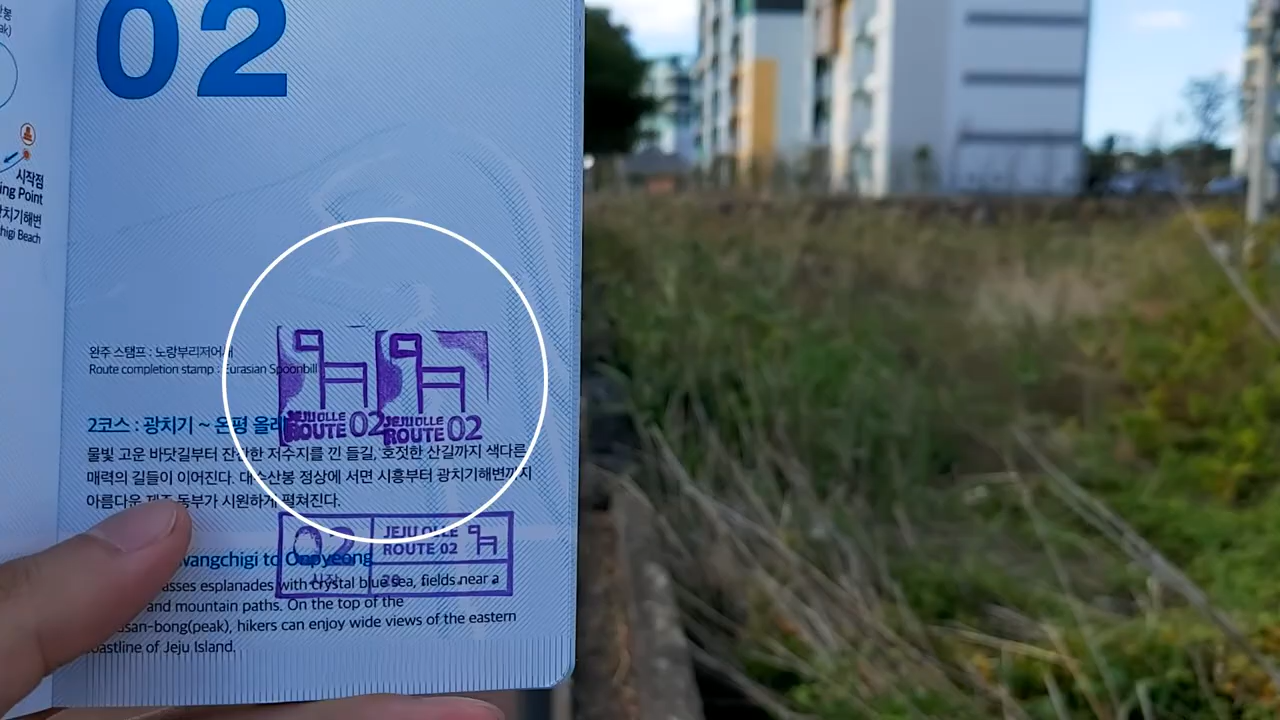 02
시작점
ing Point
치기해변
higi Beach
완주 스탬프 : 노랑부리저어새
Route completion stamp : Eurasian Spoonbill
JEJU OLLE
ROUTE 02
JEJU OLLE
ROUTE 02
2코스 : 광치기 ~ 온평 올레
물빛 고운 바닷길부터 잔잔한 저수지를 낀 들길, 호젓한 산길까지 색다른
매력의 길들이 이어진다. 대수산봉 정상에 서면 시흥부터 광치기해변까지
아름다운 제주 동부가 시원하게 펼쳐진다.
02
JEJU OLLE
ROUTE 02
시작
wangchigi to Onpyeong
asses esplanades with crystal blue sea, fields near a
and mountain paths. On the top of the
san-bong(peak), hikers can enjoy wide views of the eastern
oastline of Jeju Island.